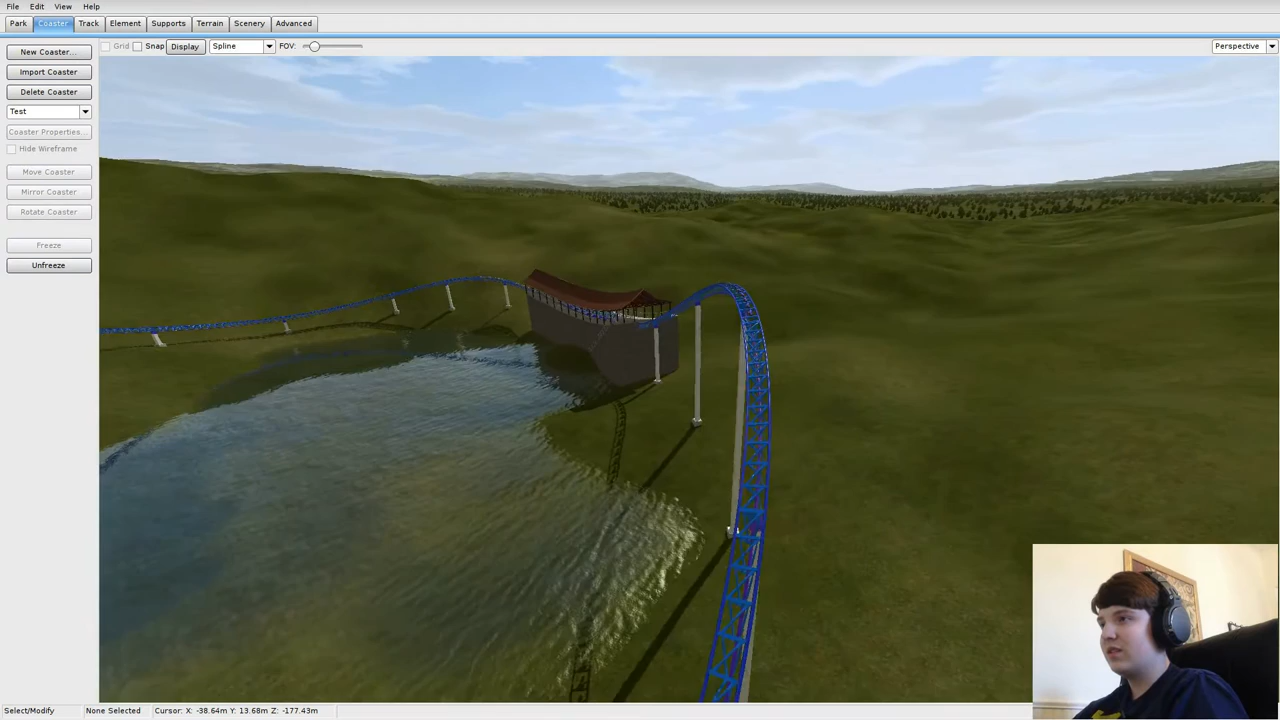 File Edit View Help
Park Coaster Track Element Supports Terrain Scenery Advanced
New Coaster... Grid Snap Display Spline FOV: Perspective
Import Coaster
Delete Coaster
Test
Coaster Properties...
Hide Wireframe
Move Coaster
Mirror Coaster
Rotate Coaster
Freeze
Unfreeze
Select/Modify None Selected Cursor: X: -38.64m Y: 13.68m Z: -177.43m